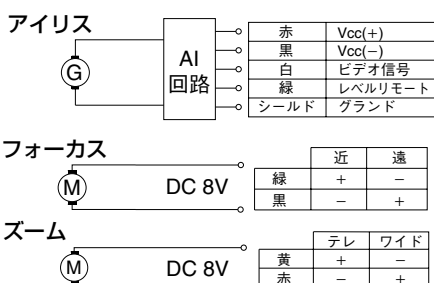 アイリス
G
AI
回路
赤 Vcc(+)
黒 Vcc(−)
白 ビデオ信号
緑 レベルリモート
シールド グランド
フォーカス
M
DC 8V
近 遠
緑 + −
黒 − +
ズーム
M
DC 8V
テレ ワイド
黄 + −
赤 − +